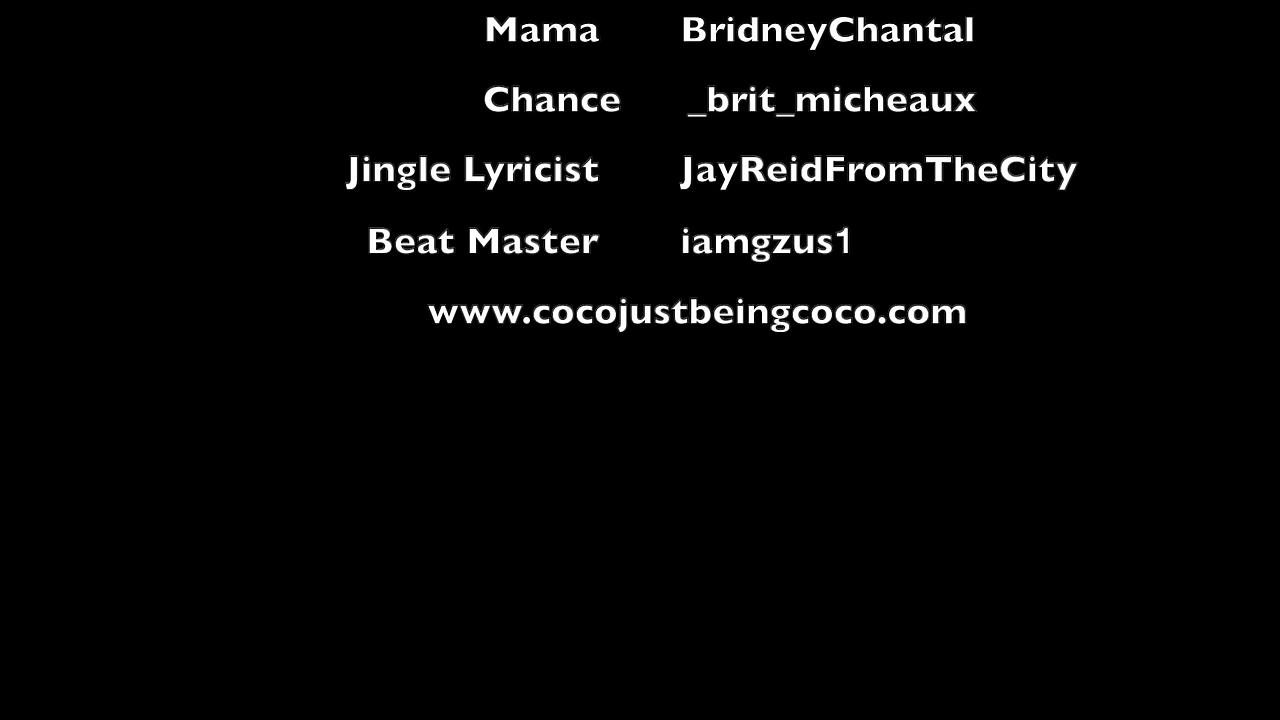 Mama BridneyChantal
Chance _brit_micheaux
Jingle Lyricist JayReidFromTheCity
Beat Master iamgzus1
www.cocojustbeingcoco.com